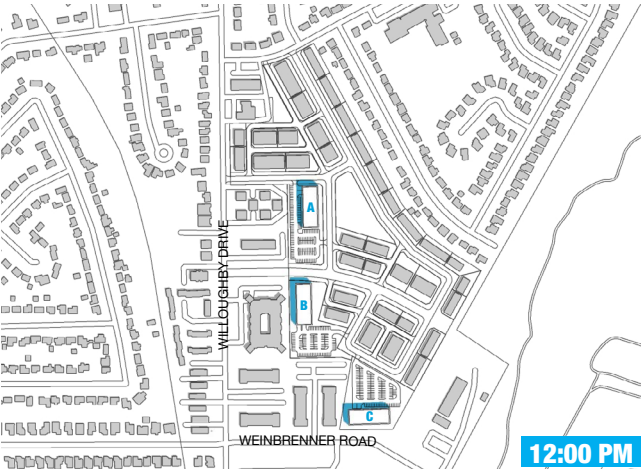 A
WILLOUGHBY DRIVE
B
C
WEINBRENNER ROAD
12:00 PM